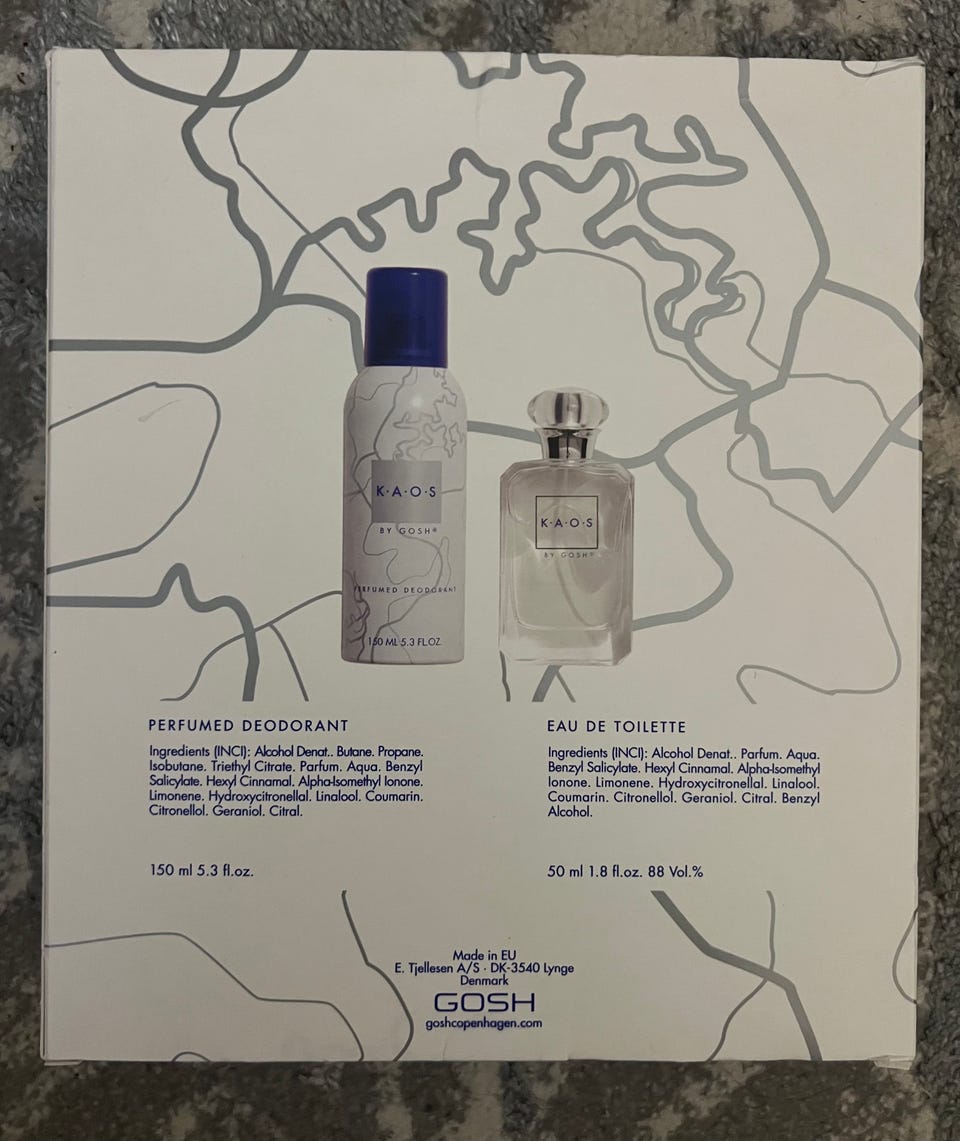 K·A·O·S
BY GOSH®
PERFUMED DEODORANT
150 ML 5.3 FL.OZ.
K·A·O·S
BY GOSH®
PERFUMED DEODORANT
Ingredients (INCI): Alcohol Denat.. Butane. Propane.
Isobutane. Triethyl Citrate. Parfum. Aqua. Benzyl
Salicylate. Hexyl Cinnamal. Alpha-Isomethyl Ionone.
Limonene. Hydroxycitronellal. Linalool. Coumarin.
Citronellol. Geraniol. Citral.
150 ml 5.3 fl.oz.
EAU DE TOILETTE
Ingredients (INCI): Alcohol Denat.. Parfum. Aqua.
Benzyl Salicylate. Hexyl Cinnamal. Alpha-Isomethyl
Ionone. Limonene. Hydroxycitronellal. Linalool.
Coumarin. Citronellol. Geraniol. Citral. Benzyl
Alcohol.
50 ml 1.8 fl.oz. 88 Vol.%
Made in EU
E. Tjellesen A/S · DK-3540 Lynge
Denmark
GOSH
goshcopenhagen.com